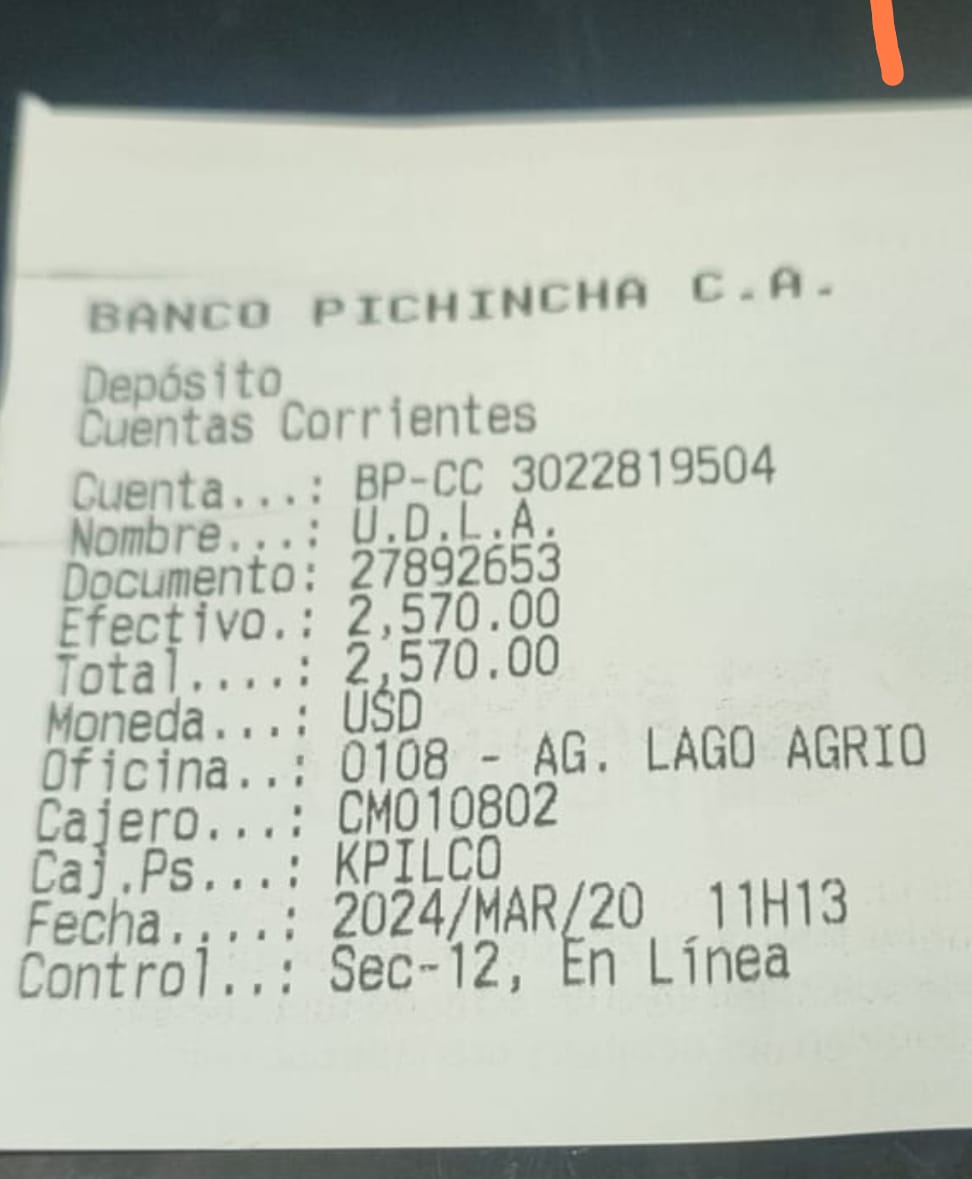 BANCO PICHINCHA C.A.
Depósito
Cuentas Corrientes
Cuenta...: BP-CC 3022819504
Nombre...: U.D.L.A.
Documento: 27892653
Efectivo.: 2,570.00
Total....: 2,570.00
Moneda...: USD
Oficina..: 0108 - AG. LAGO AGRIO
Cajero...: CM010802
Caj.Ps...: KPILCO
Fecha....: 2024/MAR/20 11H13
Control..: Sec-12, En Línea